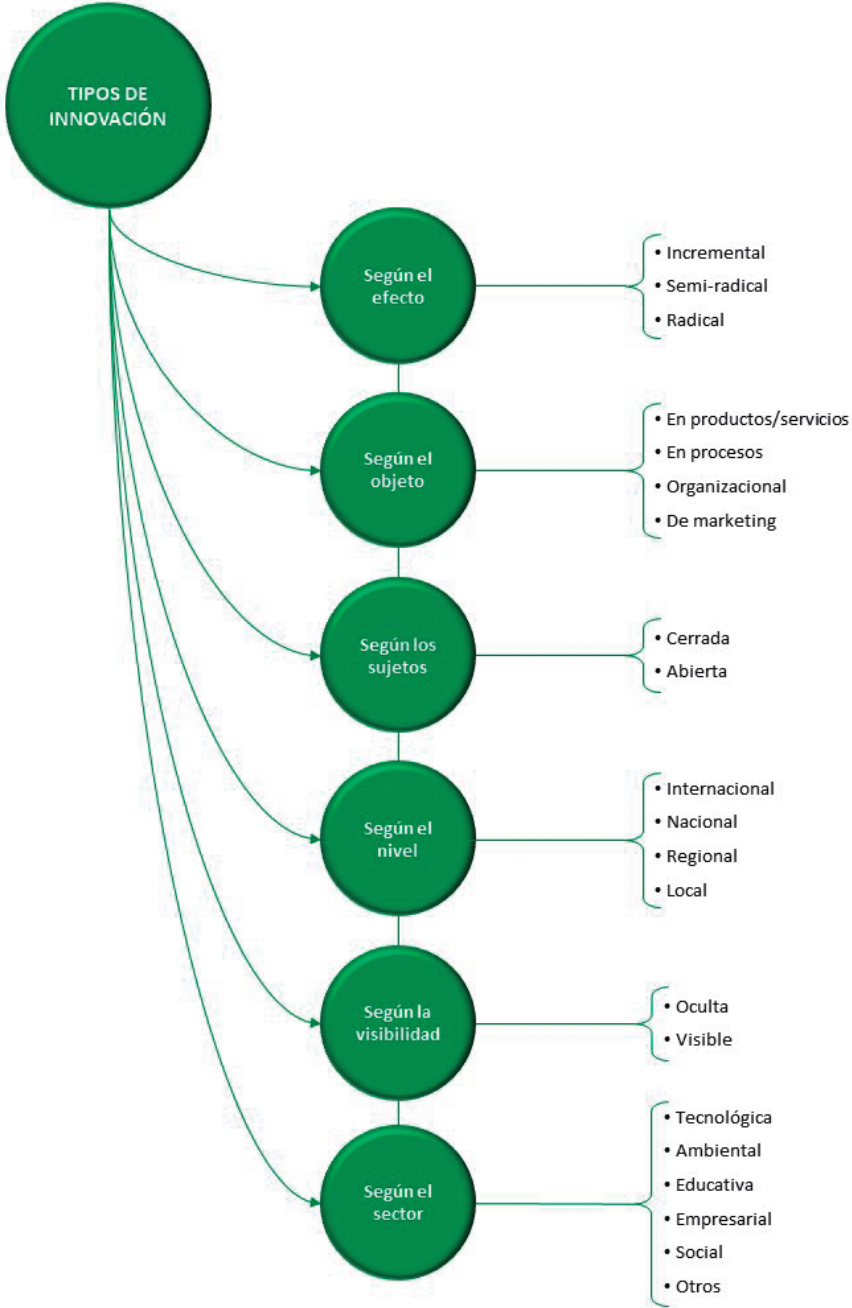 TIPOS DE
INNOVACIÓN
Según el
efecto
• Incremental
• Semi-radical
• Radical
Según el
objeto
• En productos/servicios
• En procesos
• Organizacional
• De marketing
Según los
sujetos
• Cerrada
• Abierta
Según el
nivel
• Internacional
• Nacional
• Regional
• Local
Según la
visibilidad
• Oculta
• Visible
Según el
sector
• Tecnológica
• Ambiental
• Educativa
• Empresarial
• Social
• Otros